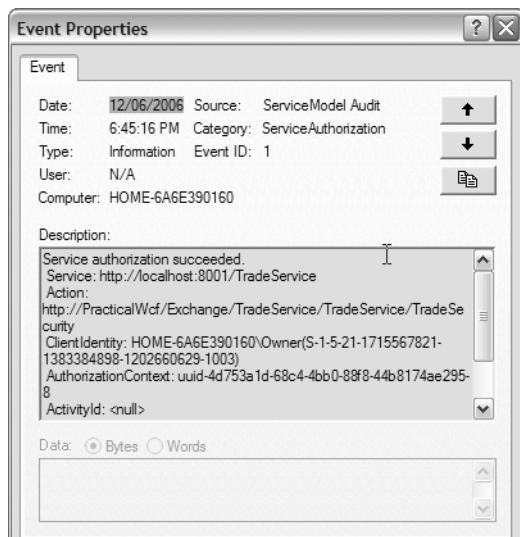 Event Properties
Event
Date: 12/06/2006 Source: ServiceModel Audit
Time: 6:45:16 PM Category: ServiceAuthorization
Type: Information Event ID: 1
User: N/A
Computer: HOME-6A6E390160
Description:
Service authorization succeeded.
Service: http://localhost:8001/TradeService
Action:
http://PracticalWcf/Exchange/TradeService/TradeService/TradeSe
curity
ClientIdentity: HOME-6A6E390160\Owner(S-1-5-21-1715567821-
1383384898-1202660629-1003)
AuthorizationContext: uuid-4d753a1d-68c4-4bb0-88f8-44b8174ae295-
8
ActivityId: <null>
Data: Bytes Words